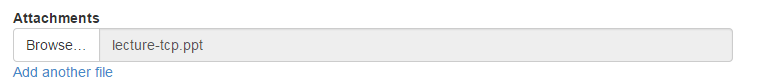 Attachments
Browse... lecture-tcp.ppt
Add another file